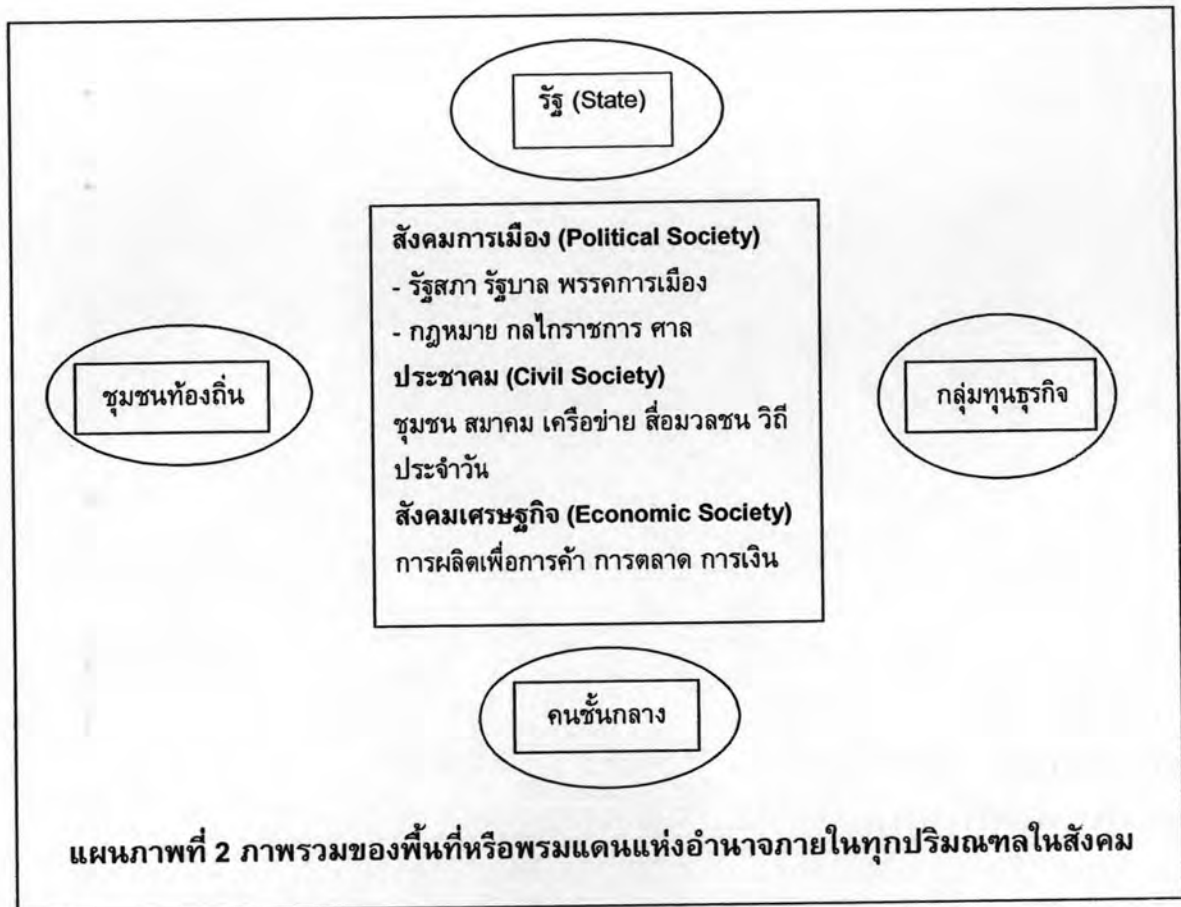 รัฐ (State)
สังคมการเมือง (Political Society)
- รัฐสภา รัฐบาล พรรคการเมือง
- กฎหมาย กลไกราชการ ศาล
ประชาคม (Civil Society)
ชุมชน สมาคม เครือข่าย สื่อมวลชน วิถี
ประจำวัน
สังคมเศรษฐกิจ (Economic Society)
การผลิตเพื่อการค้า การตลาด การเงิน
ชุมชนท้องถิ่น
กลุ่มทุนธุรกิจ
คนชั้นกลาง
แผนภาพที่ 2 ภาพรวมของพื้นที่หรือพรมแดนแห่งอำนาจภายในทุกปริมณฑลในสังคม